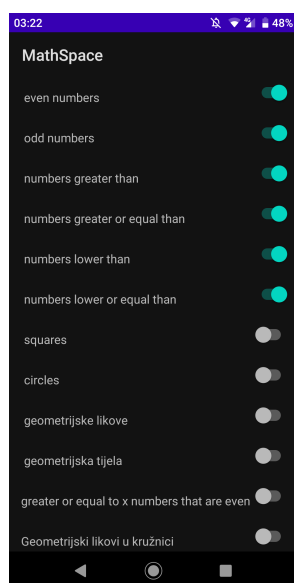 03:22 4G 48%
MathSpace
even numbers
odd numbers
numbers greater than
numbers greater or equal than
numbers lower than
numbers lower or equal than
squares
circles
geometrijske likove
geometrijska tijela
greater or equal to x numbers that are even
Geometrijski likovi u kružnici